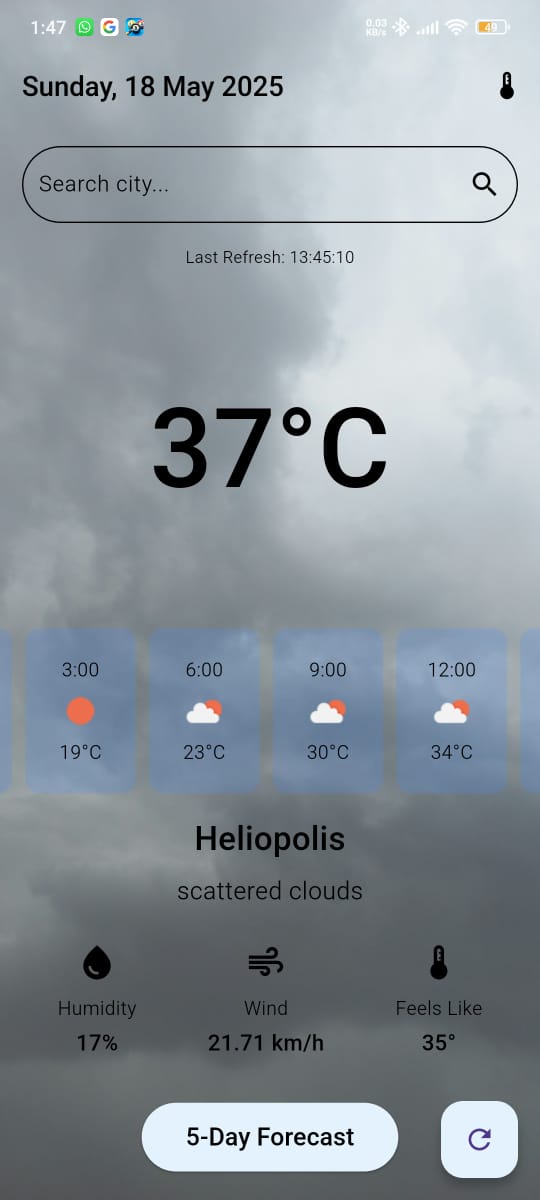 1:47
0.03
KB/s
49
Sunday, 18 May 2025
Search city...
Last Refresh: 13:45:10
37°C
3:00 6:00 9:00 12:00
19°C 23°C 30°C 34°C
Heliopolis
scattered clouds
Humidity Wind Feels Like
17% 21.71 km/h 35°
5-Day Forecast